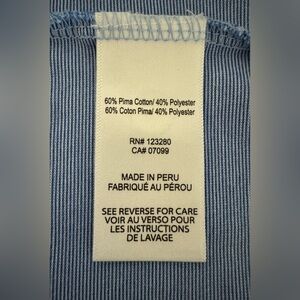 60% Pima Cotton/ 40% Polyester
60% Coton Pima/ 40% Polyester
RN# 123280
CA# 07099
MADE IN PERU
FABRIQUÉ AU PÉROU
SEE REVERSE FOR CARE
VOIR AU VERSO POUR
LES INSTRUCTIONS
DE LAVAGE